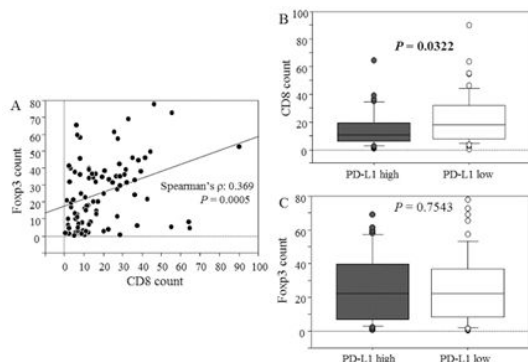 A
Foxp3 count
80
70
60
50
40
30
20
10
0
Spearman's ρ: 0.369
P = 0.0005
0 10 20 30 40 50 60 70 80 90 100
CD8 count
B
CD8 count
100
80
60
40
20
0
P = 0.0322
PD-L1 high PD-L1 low
C
Foxp3 count
80
60
40
20
0
P = 0.7543
PD-L1 high PD-L1 low